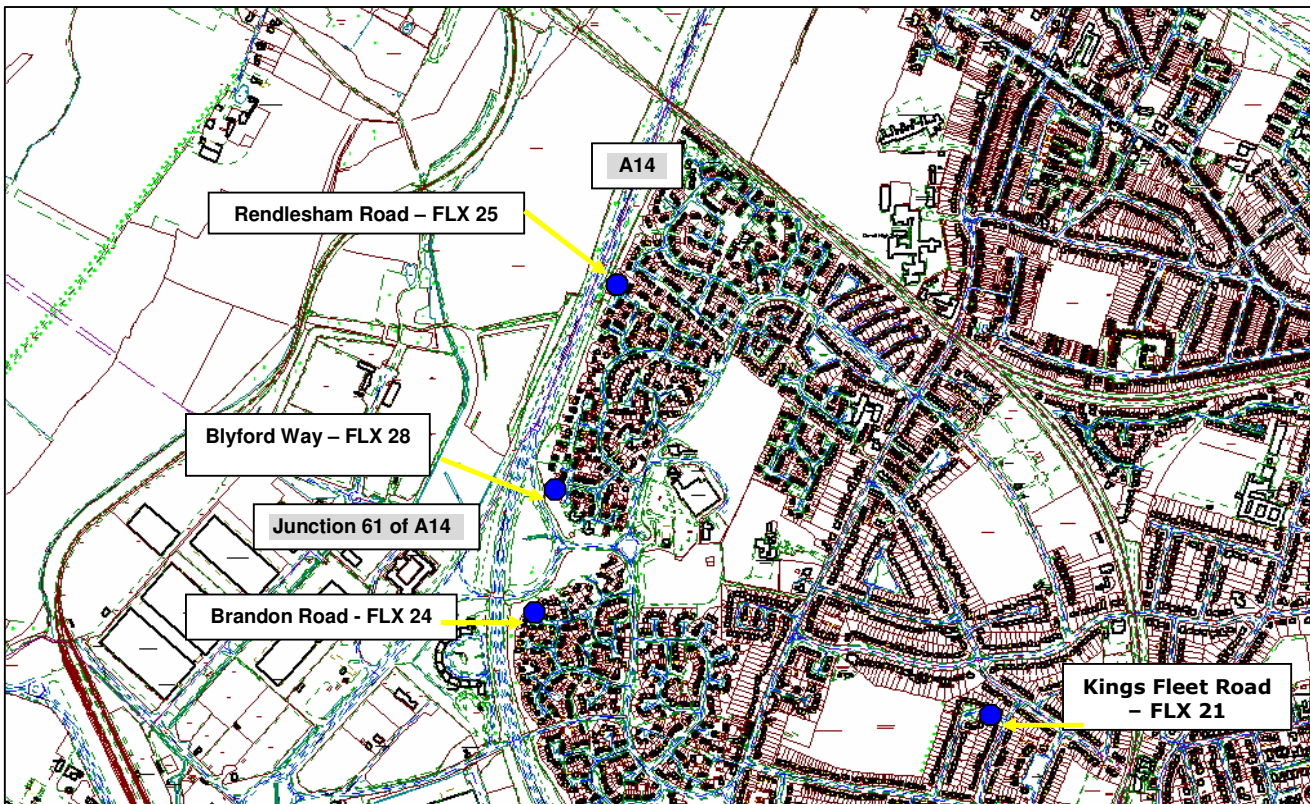 A14
Rendlesham Road – FLX 25
Blyford Way – FLX 28
Junction 61 of A14
Brandon Road - FLX 24
Kings Fleet Road
– FLX 21